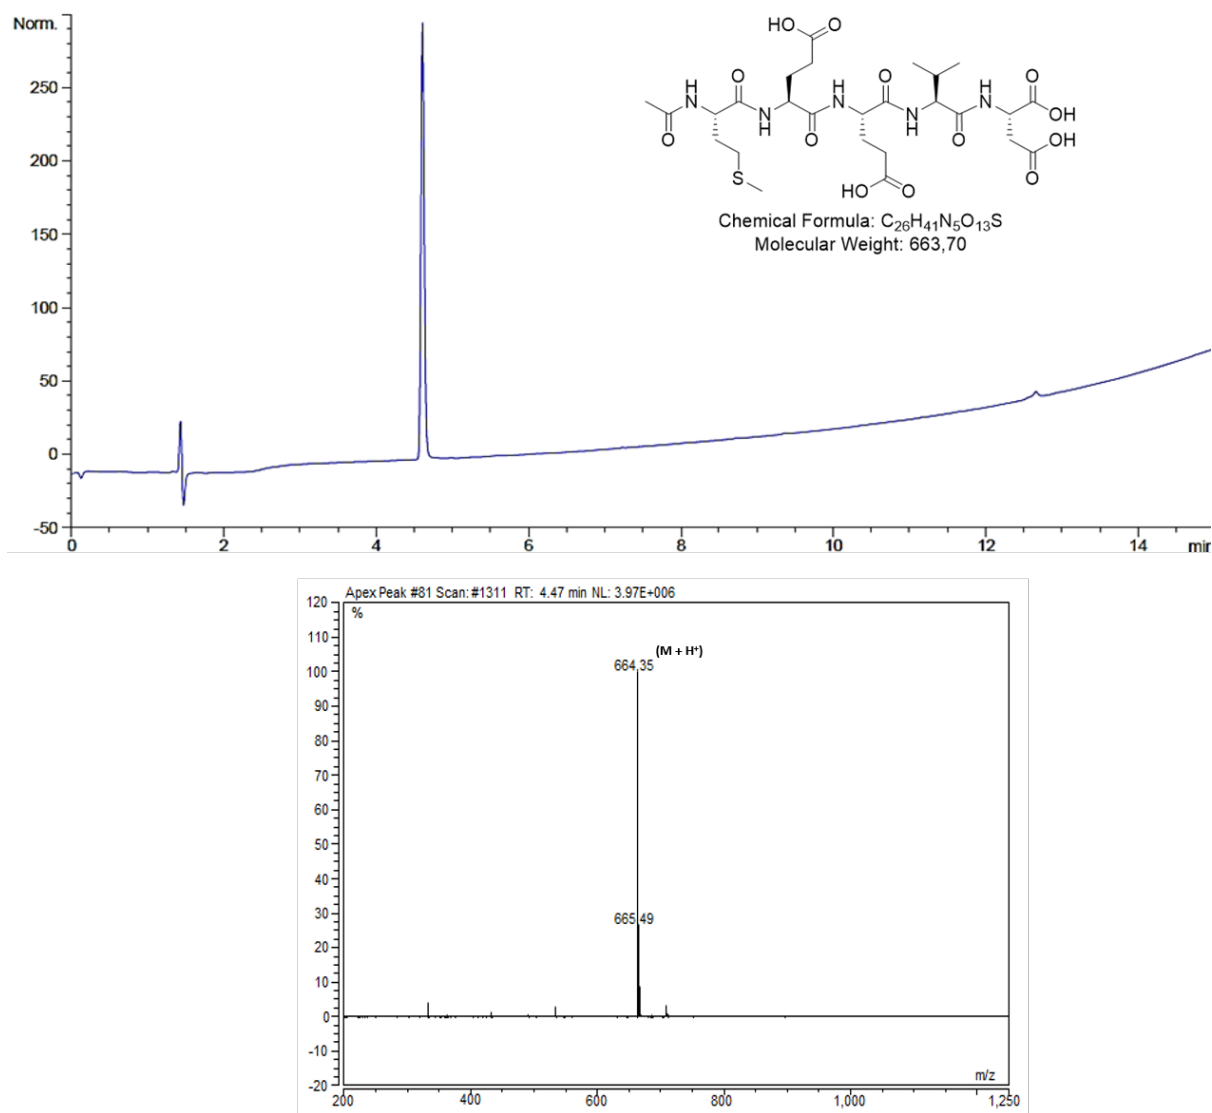 Norm.
250
200
150
100
50
0
-50
0 2 4 6 8 10 12 14 min
HO O
H N O H N O H N O OH
O N H O N H O OH
S HO O O
Chemical Formula: C₂₆H₄₁N₅O₁₃S
Molecular Weight: 663,70
Apex Peak #81 Scan: #1311 RT: 4.47 min NL: 3.97E+006
120
%
110
(M + H⁺)
664,35
100
90
80
70
60
50
40
30
665,49
20
10
0
-10
m/z
-20
200 400 600 800 1,000 1,250